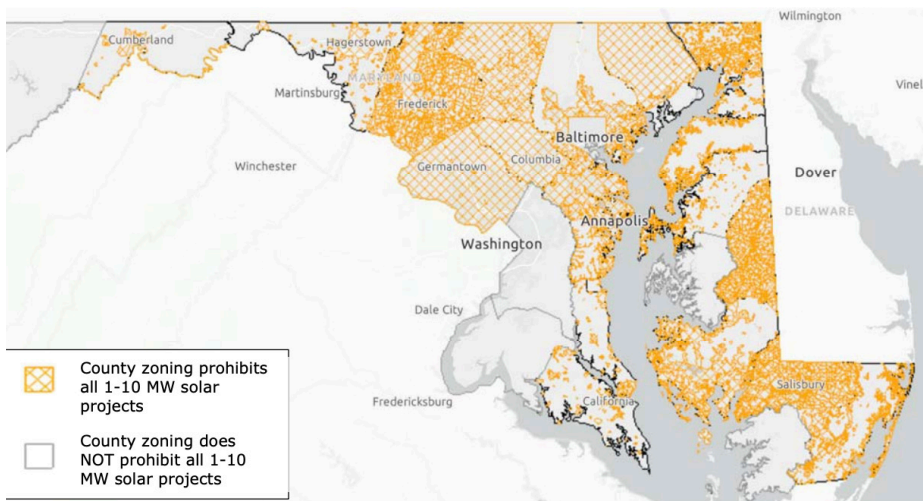 Wilmington
Cumberland
Hagerstown
MARYLAND
Vinel
Martinsburg
Frederick
Baltimore
Winchester
Germantown
Columbia
Dover
DELAWARE
Annapolis
Washington
Dale City
County zoning prohibits
all 1-10 MW solar
projects
Salisbury
California
Fredericksburg
County zoning does
NOT prohibit all 1-10
MW solar projects